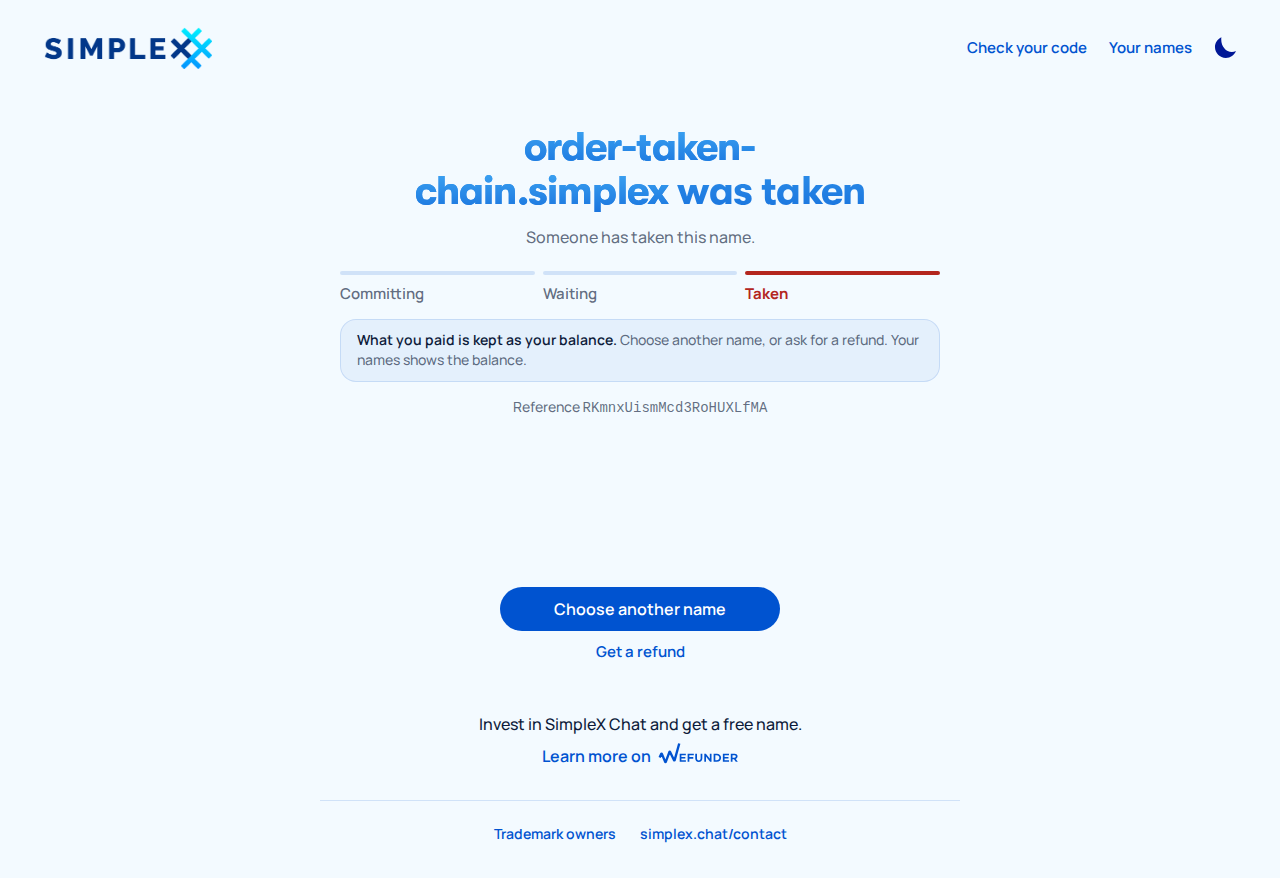 SIMPLEX
Check your code
Your names
order-taken-
chain.simplex was taken
Someone has taken this name.
Committing
Waiting
Taken
What you paid is kept as your balance. Choose another name, or ask for a refund. Your
names shows the balance.
Reference RKmnxUismMcd3RoHUXLfMA
Choose another name
Get a refund
Invest in SimpleX Chat and get a free name.
Learn more on WEFUNDER
Trademark owners
simplex.chat/contact